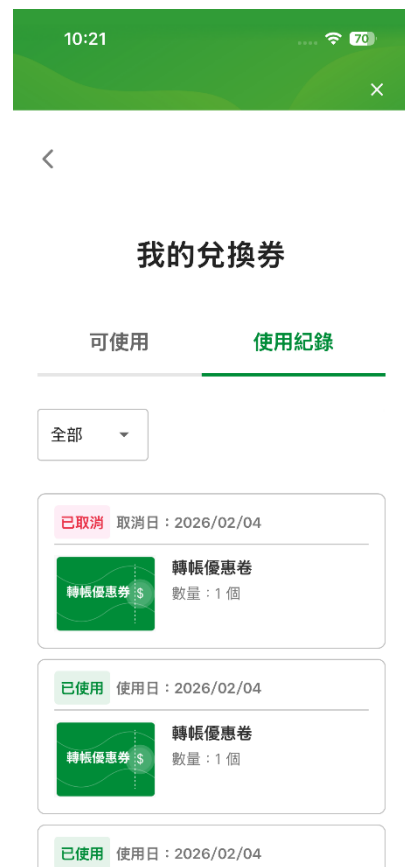 10:21
70
我的兌換券
可使用
使用紀錄
全部
已取消 取消日：2026/02/04
轉帳優惠券 $
轉帳優惠卷
數量：1 個
已使用 使用日：2026/02/04
轉帳優惠券 $
轉帳優惠卷
數量：1 個
已使用 使用日：2026/02/04